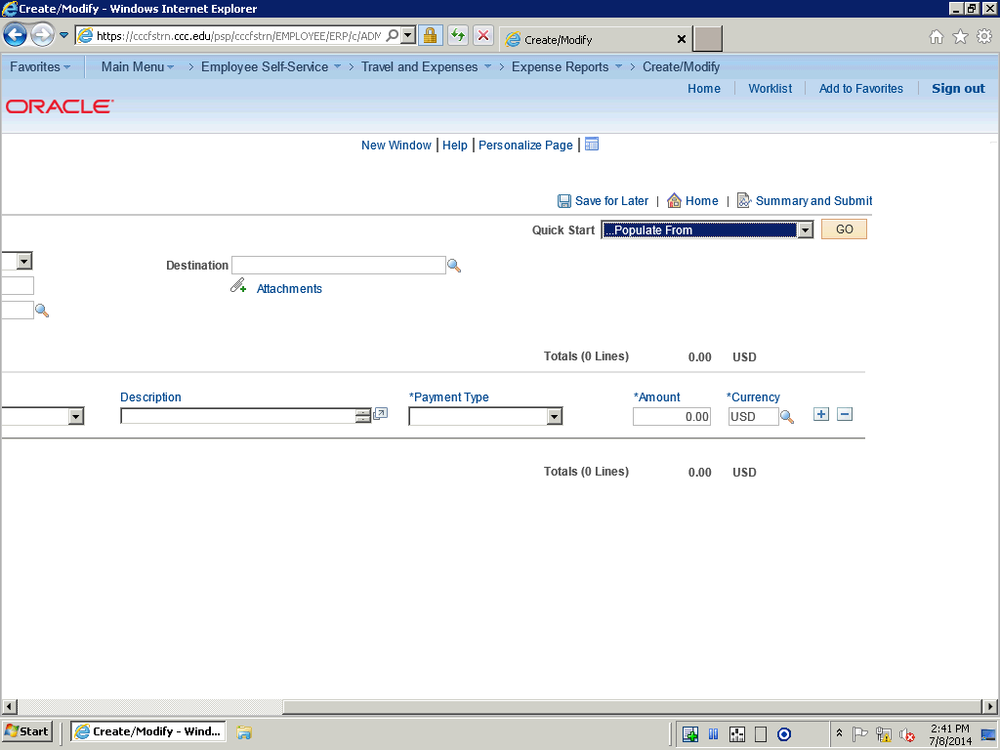 Create/Modify - Windows Internet Explorer
https://cccfstrn.ccc.edu/psp/cccfstrn/EMPLOYEE/ERP/c/ADM
Create/Modify
Favorites Main Menu > Employee Self-Service > Travel and Expenses > Expense Reports > Create/Modify
Home Worklist Add to Favorites Sign out
ORACLE
New Window | Help | Personalize Page |
Save for Later | Home | Summary and Submit
Quick Start ...Populate From GO
Destination
Attachments
Totals (0 Lines) 0.00 USD
Description *Payment Type *Amount *Currency
0.00 USD
Totals (0 Lines) 0.00 USD
Start Create/Modify - Wind... 2:41 PM
7/8/2014